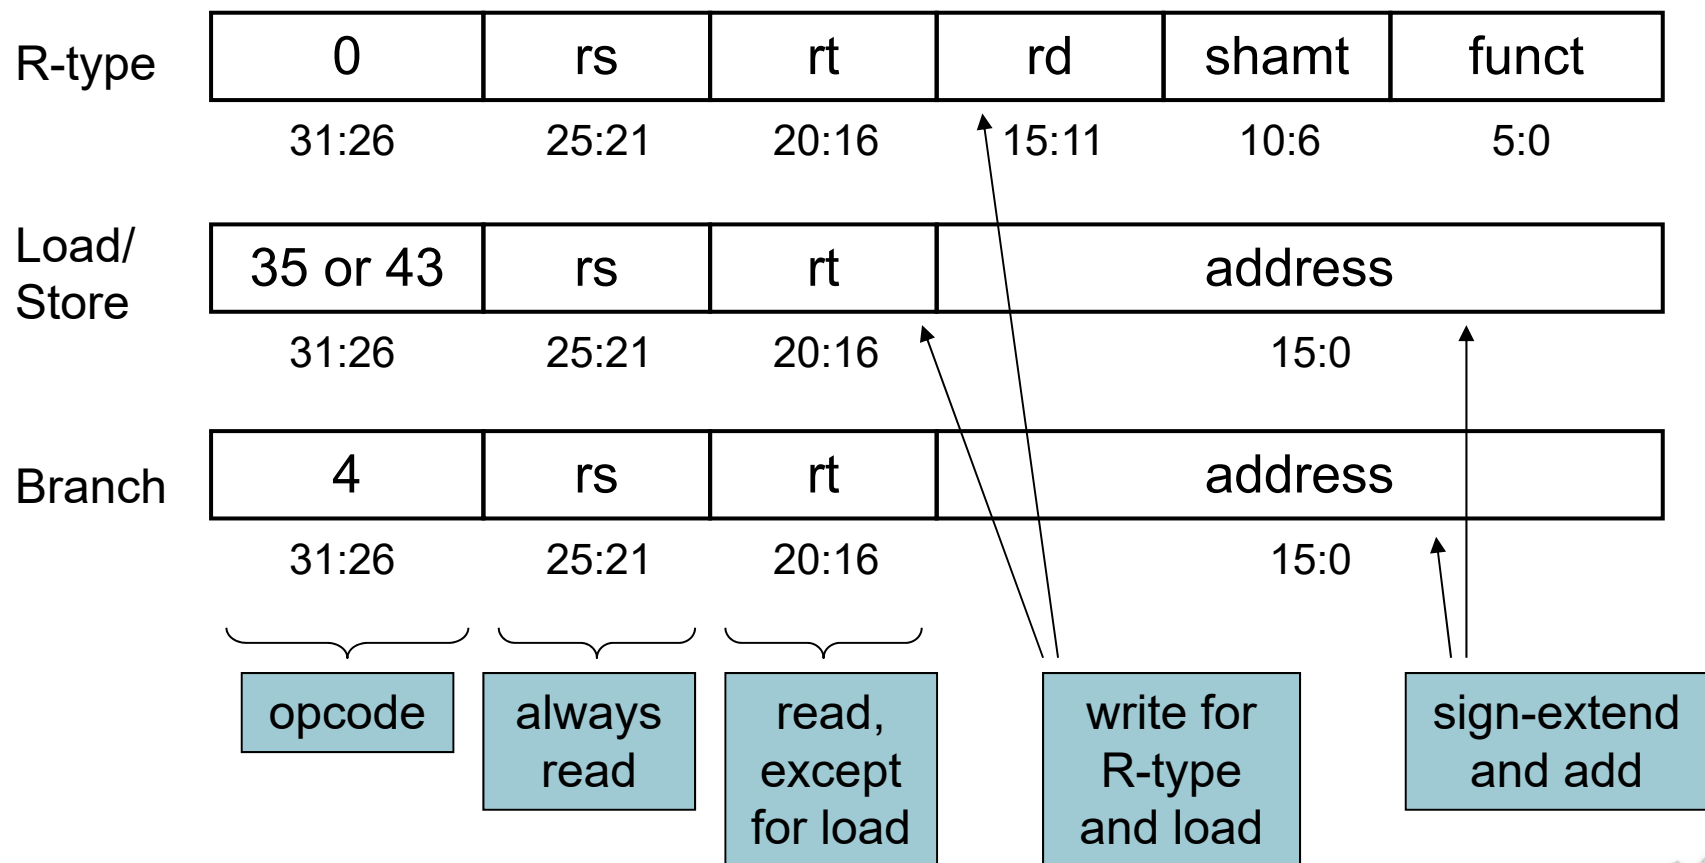 R-type 0 rs rt rd shamt funct
31:26 25:21 20:16 15:11 10:6 5:0
Load/
Store
35 or 43 rs rt address
31:26 25:21 20:16 15:0
Branch 4 rs rt address
31:26 25:21 20:16 15:0
opcode
always
read
read,
except
for load
write for
R-type
and load
sign-extend
and add